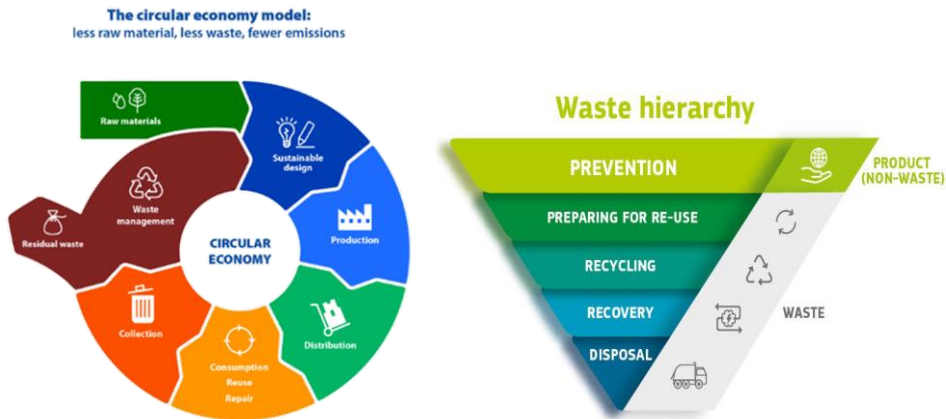 The circular economy model:
less raw material, less waste, fewer emissions
Raw materials
Sustainable
design
Production
Distribution
Consumption
Reuse
Repair
Collection
Waste
management
Residual waste
CIRCULAR
ECONOMY
Waste hierarchy
PREVENTION
PREPARING FOR RE-USE
RECYCLING
RECOVERY
DISPOSAL
PRODUCT
(NON-WASTE)
WASTE